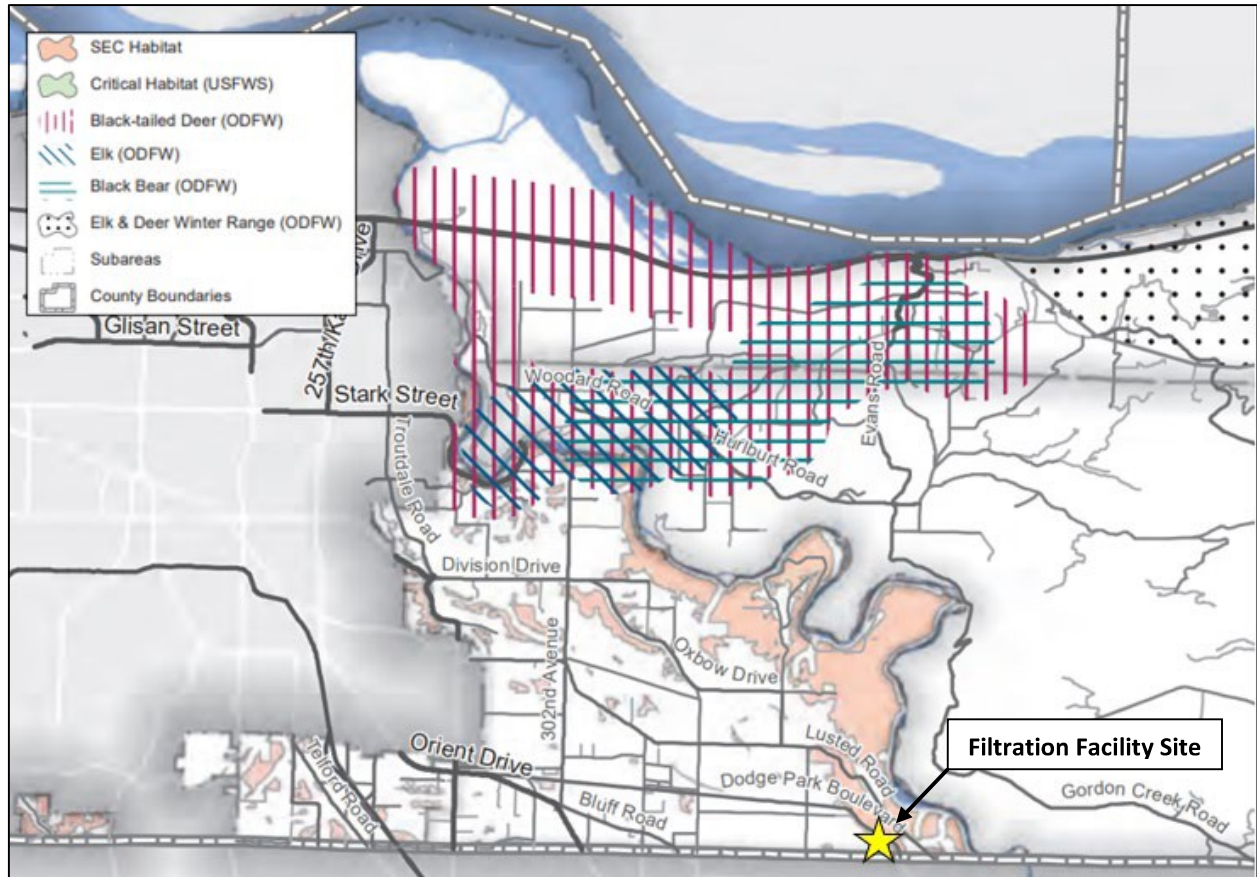 SEC Habitat
Critical Habitat (USFWS)
Black-tailed Deer (ODFW)
Elk (ODFW)
Black Bear (ODFW)
Elk & Deer Winter Range (ODFW)
Subareas
County Boundaries
Glisan Street
257th/Ka
ive
Stark Street
Troutdale Road
Woodard Road
Hurlburt Road
Evans Road
Division Drive
302nd Avenue
Oxbow Drive
Lusted Road
Dodge Park Boulevard
Orient Drive
Bluff Road
Telford Road
Filtration Facility Site
Gordon Creek Road